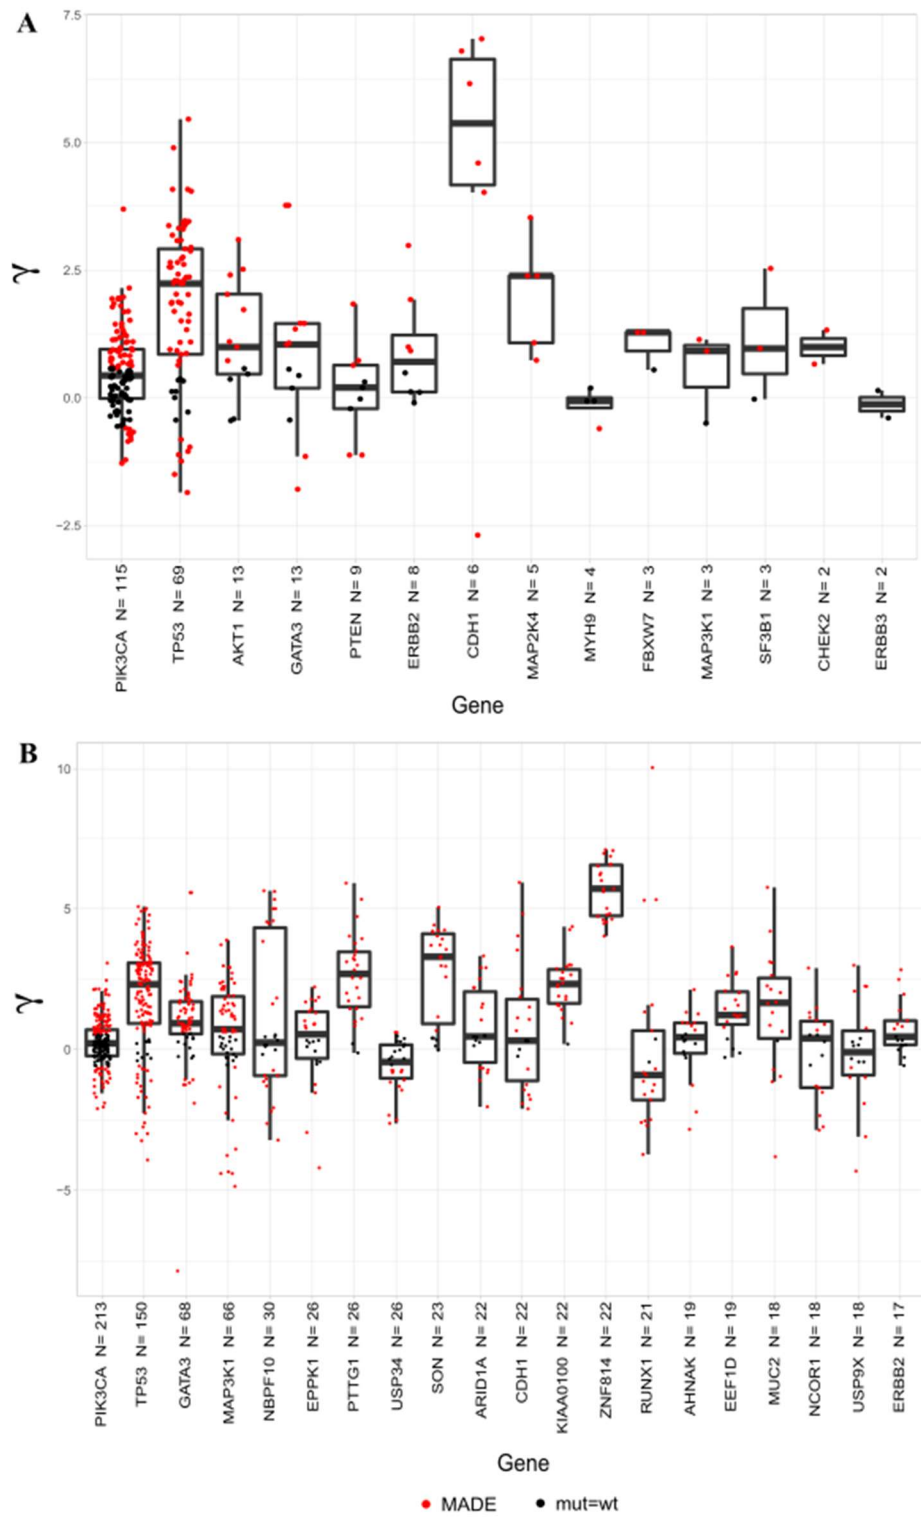 A
7.5
5.0
2.5
0.0
−2.5
γ
PIK3CA N= 115
TP53 N= 69
AKT1 N= 13
GATA3 N= 13
PTEN N= 9
ERBB2 N= 8
CDH1 N= 6
MAP2K4 N= 5
MYH9 N= 4
FBXW7 N= 3
MAP3K1 N= 3
SF3B1 N= 3
CHEK2 N= 2
ERBB3 N= 2
Gene
B
10
5
0
−5
γ
PIK3CA N= 213
TP53 N= 150
GATA3 N= 68
MAP3K1 N= 66
NBPF10 N= 30
EPPK1 N= 26
PTTG1 N= 26
USP34 N= 26
SON N= 23
ARID1A N= 22
CDH1 N= 22
KIAA0100 N= 22
ZNF814 N= 22
RUNX1 N= 21
AHNAK N= 19
EEF1D N= 19
MUC2 N= 18
NCOR1 N= 18
USP9X N= 18
ERBB2 N= 17
Gene
MADE mut=wt